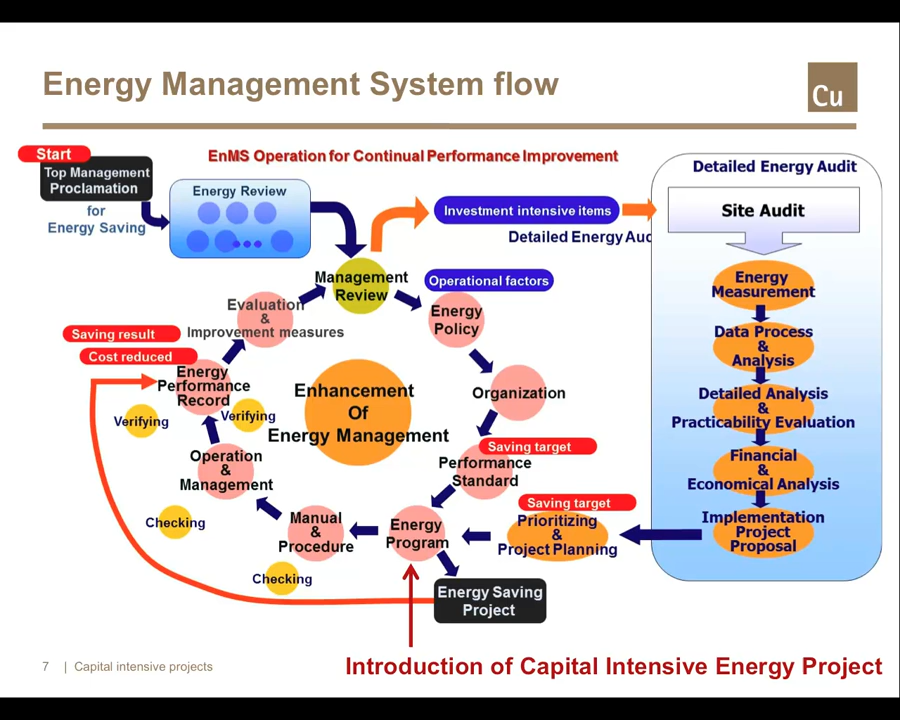 Energy Management System flow
Cu
Start
Top Management
Proclamation
for
Energy Saving
EnMS Operation for Continual Performance Improvement
Energy Review
Investment intensive items
Detailed Energy Aud
Detailed Energy Audit
Site Audit
Energy
Measurement
Data Process
&
Analysis
Detailed Analysis
&
Practicability Evaluation
Financial
&
Economical Analysis
Implementation
Project
Proposal
Management
Review
Operational factors
Energy
Policy
Organization
Saving target
Performance
Standard
Saving target
Prioritizing
&
Project Planning
Energy
Program
Energy Saving
Project
Manual
&
Procedure
Checking
Checking
Operation
&
Management
Verifying
Verifying
Energy
Performance
Record
Saving result
Cost reduced
Evaluation
&
Improvement measures
Enhancement
Of
Energy Management
Introduction of Capital Intensive Energy Project
7 | Capital intensive projects